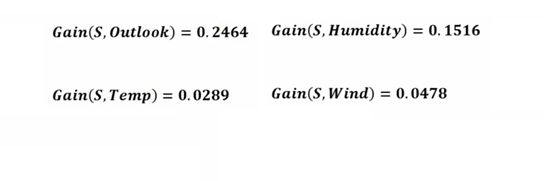 Gain(S, Outlook) = 0.2464 Gain(S, Humidity) = 0.1516
Gain(S, Temp) = 0.0289 Gain(S, Wind) = 0.0478